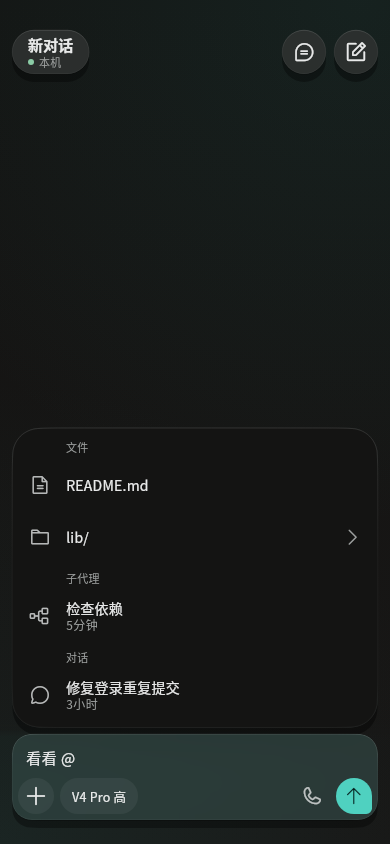 新对话
本机
文件
README.md
lib/
子代理
检查依赖
5分钟
对话
修复登录重复提交
3小时
看看 @
V4 Pro 高